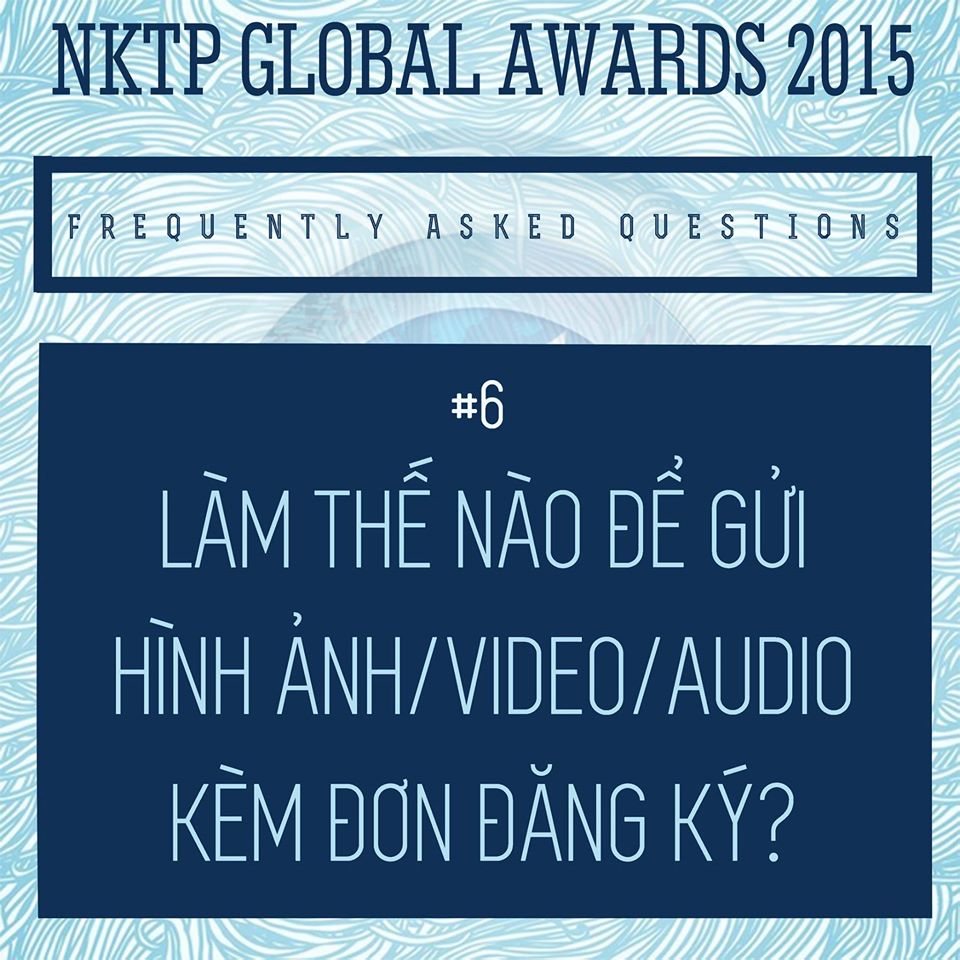 NKTP GLOBAL AWARDS 2015
FREQUENTLY ASKED QUESTIONS
#6
LÀM THẾ NÀO ĐỂ GỬI
HÌNH ẢNH/VIDEO/AUDIO
KÈM ĐƠN ĐĂNG KÝ?